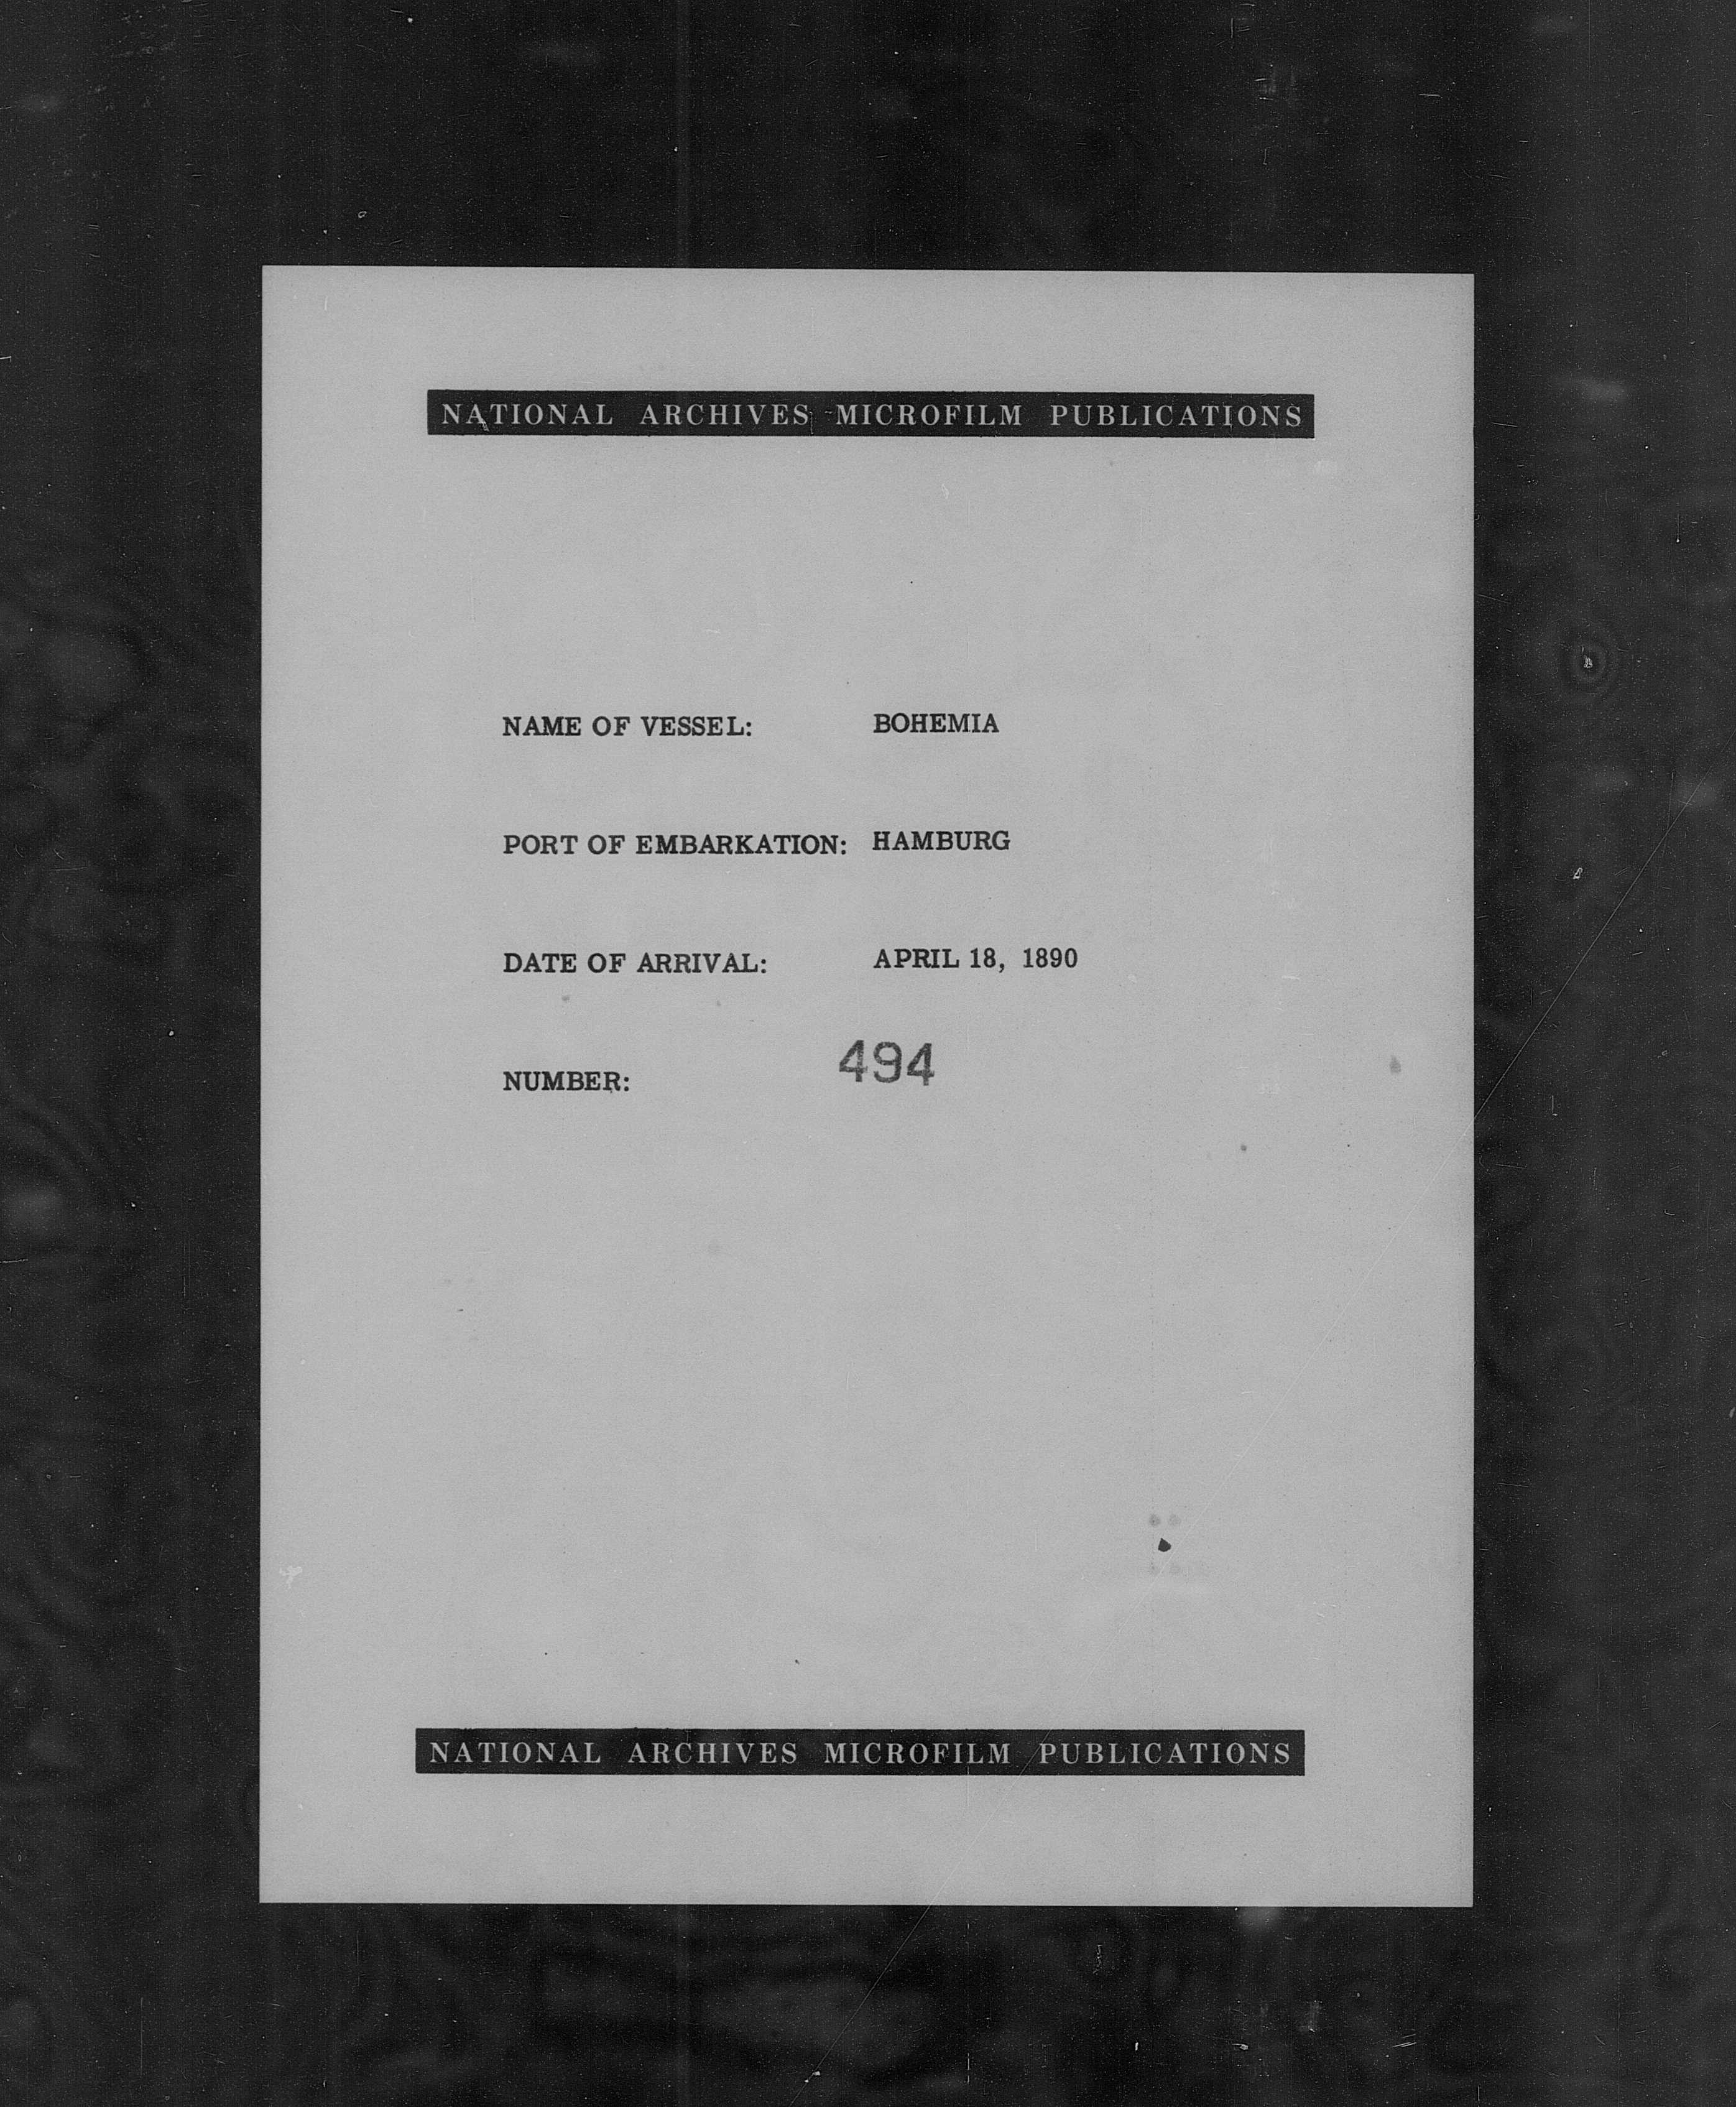 NATIONAL ARCHIVES MICROFILM PUBLICATIONS
NAME OF VESSEL: BOHEMIA
PORT OF EMBARKATION: HAMBURG
DATE OF ARRIVAL: APRIL 18, 1890
NUMBER: 494
NATIONAL ARCHIVES MICROFILM PUBLICATIONS